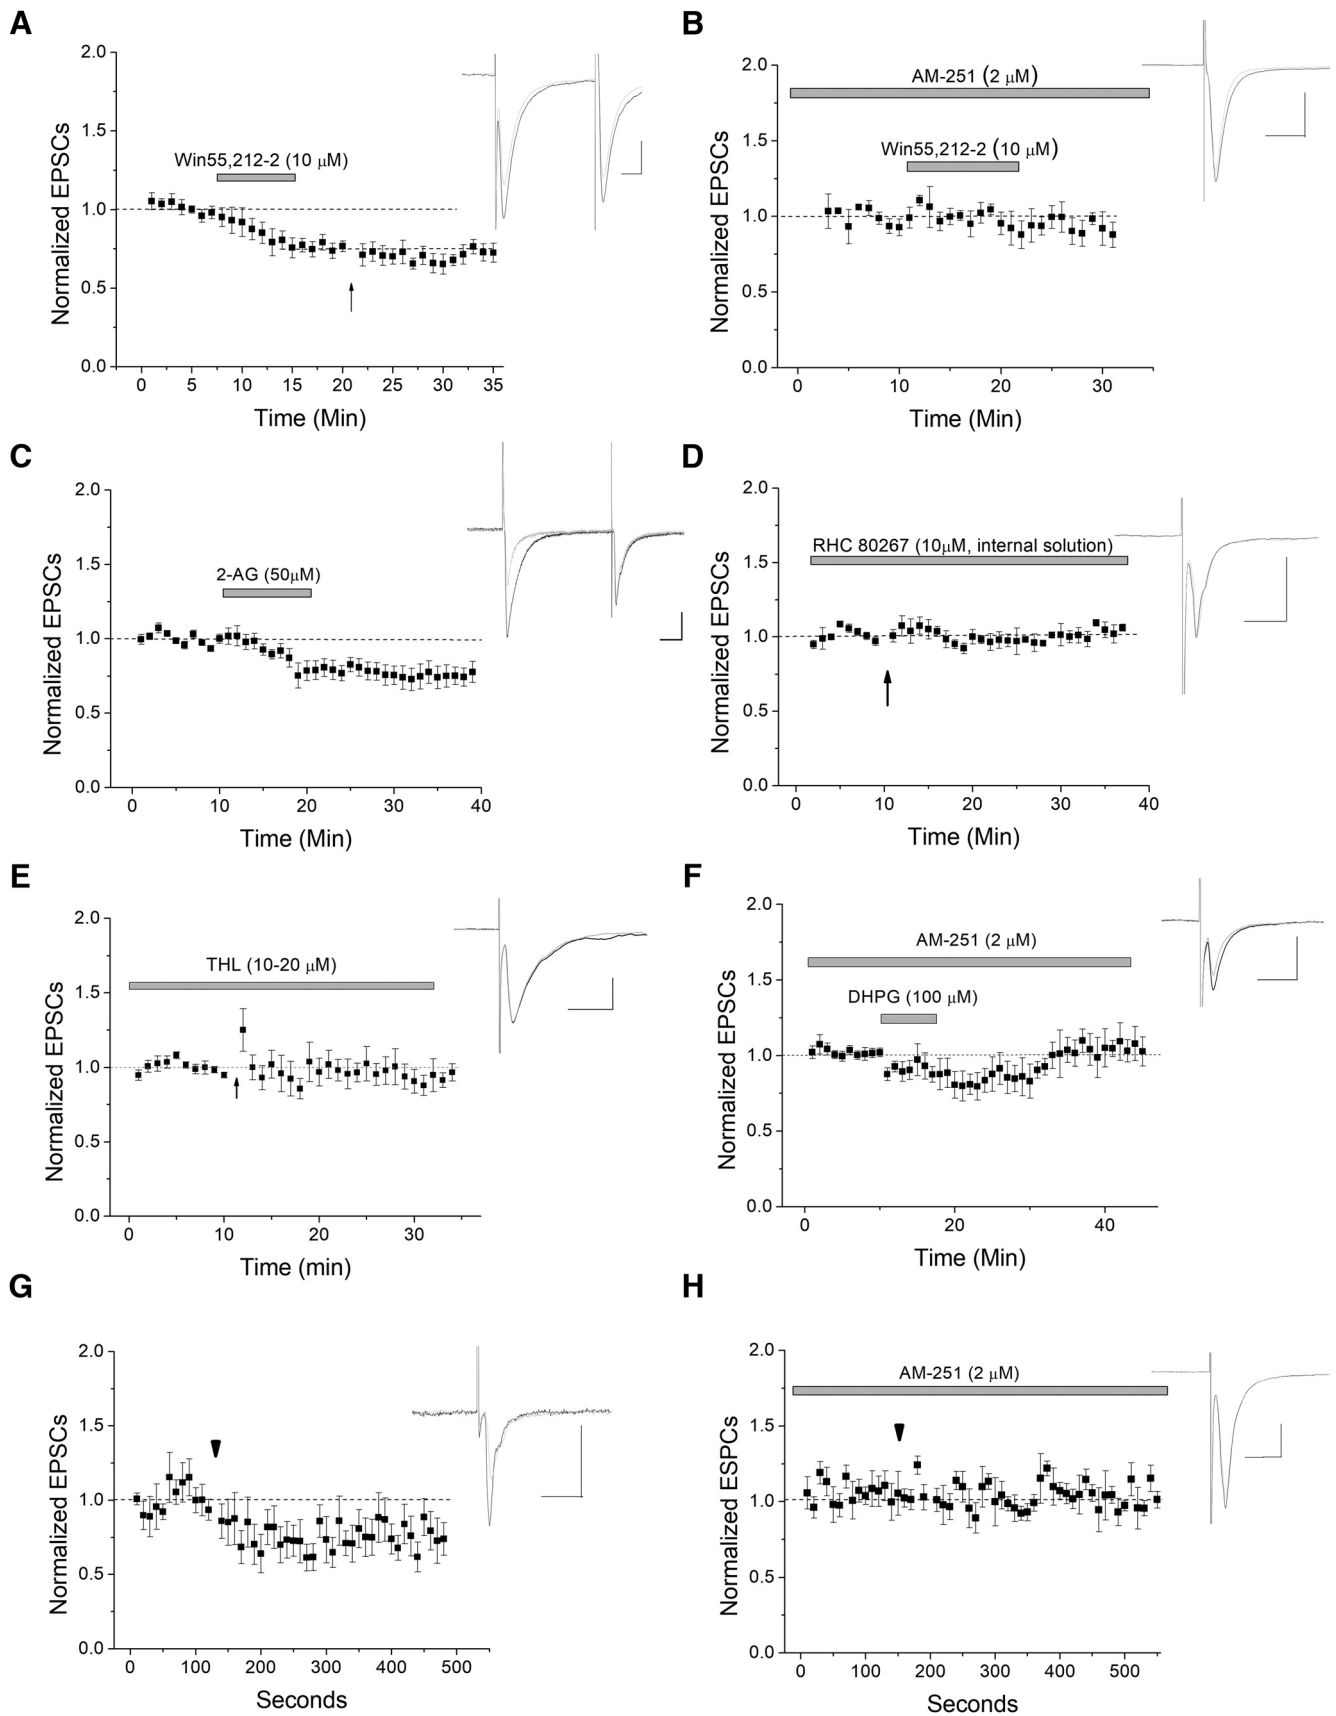 A
2.0
1.5
1.0
0.5
0.0
Normalized EPSCs
Win55,212-2 (10 μM)
0 5 10 15 20 25 30 35
Time (Min)
B
2.0
1.5
1.0
0.5
0.0
Normalized EPSCs
AM-251 (2 μM)
Win55,212-2 (10 μM)
0 10 20 30
Time (Min)
C
2.0
1.5
1.0
0.5
0.0
Normalized EPSCs
2-AG (50μM)
0 10 20 30 40
Time (Min)
D
2.0
1.5
1.0
0.5
0.0
Normalized EPSCs
RHC 80267 (10μM, internal solution)
0 10 20 30 40
Time (Min)
E
2.0
1.5
1.0
0.5
0.0
Normalized EPSCs
THL (10-20 μM)
0 10 20 30
Time (min)
F
2.0
1.5
1.0
0.5
0.0
Normalized EPSCs
AM-251 (2 μM)
DHPG (100 μM)
0 20 40
Time (Min)
G
2.0
1.5
1.0
0.5
0.0
Normalized EPSCs
0 100 200 300 400 500
Seconds
H
2.0
1.5
1.0
0.5
0.0
Normalized ESPCs
AM-251 (2 μM)
0 100 200 300 400 500
Seconds